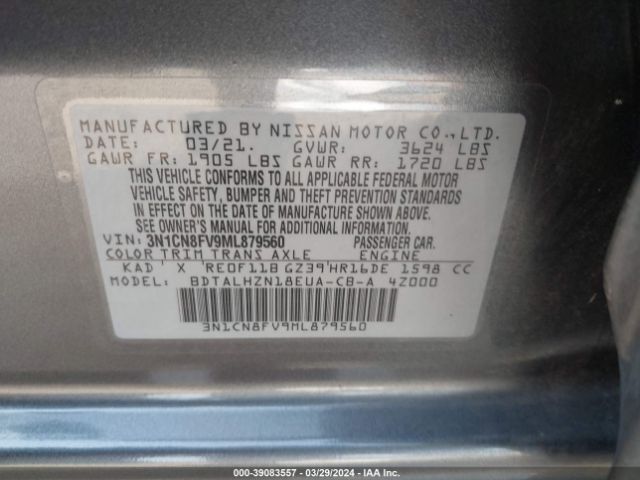 MANUFACTURED BY NISSAN MOTOR CO.,LTD.
DATE: 03/21. GVWR: 3624 LBS
GAWR FR: 1905 LBS GAWR RR: 1720 LBS
THIS VEHICLE CONFORMS TO ALL APPLICABLE FEDERAL MOTOR
VEHICLE SAFETY, BUMPER AND THEFT PREVENTION STANDARDS
IN EFFECT ON THE DATE OF MANUFACTURE SHOWN ABOVE.
SEE OWNER'S MANUAL FOR ADDITIONAL INFORMATION.
VIN: 3N1CN8FV9ML879560 PASSENGER CAR.
COLOR TRIM TRANS AXLE ENGINE
KAD X RE0F11B GZ39 HR16DE 1598 CC
MODEL: BDTALHZN18EUA-CB-A 4Z000
3N1CN8FV9ML879560
000-39083557 - 03/29/2024 - IAA Inc.